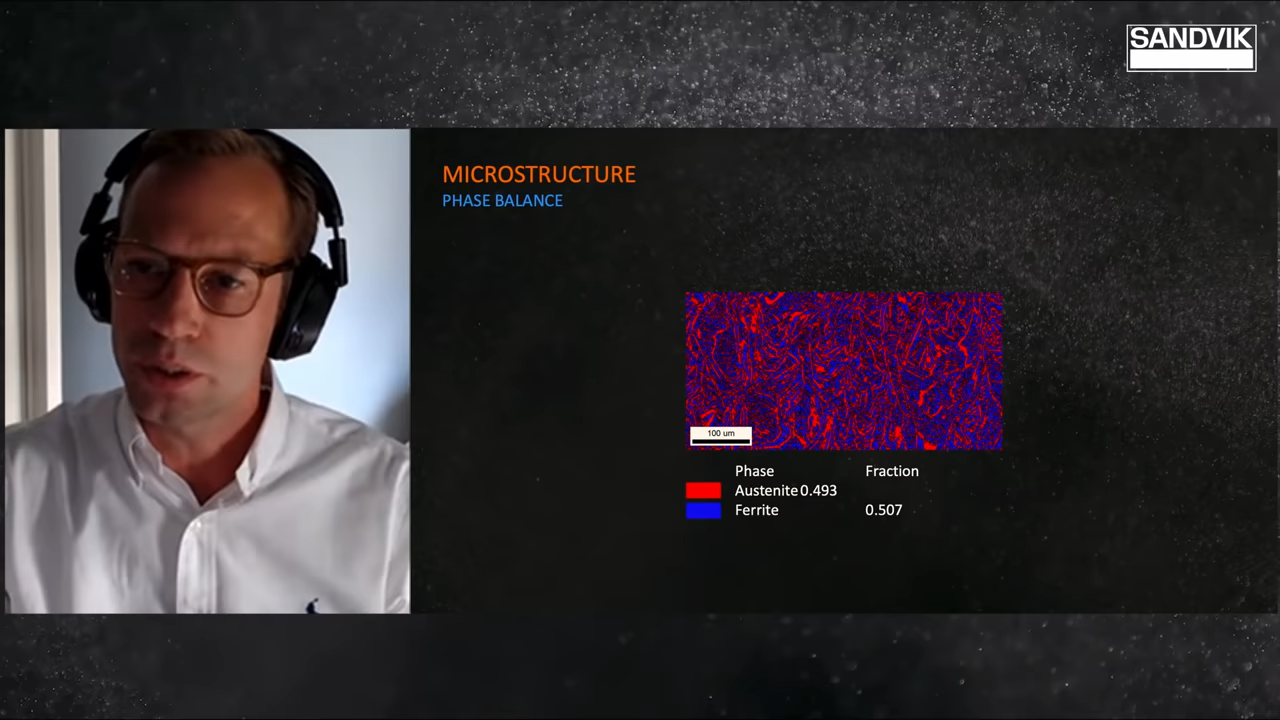 SANDVIK
MICROSTRUCTURE
PHASE BALANCE
100 um
Phase Fraction
Austenite 0.493
Ferrite 0.507